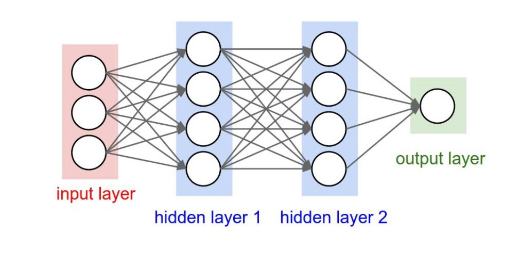 input layer
hidden layer 1
hidden layer 2
output layer